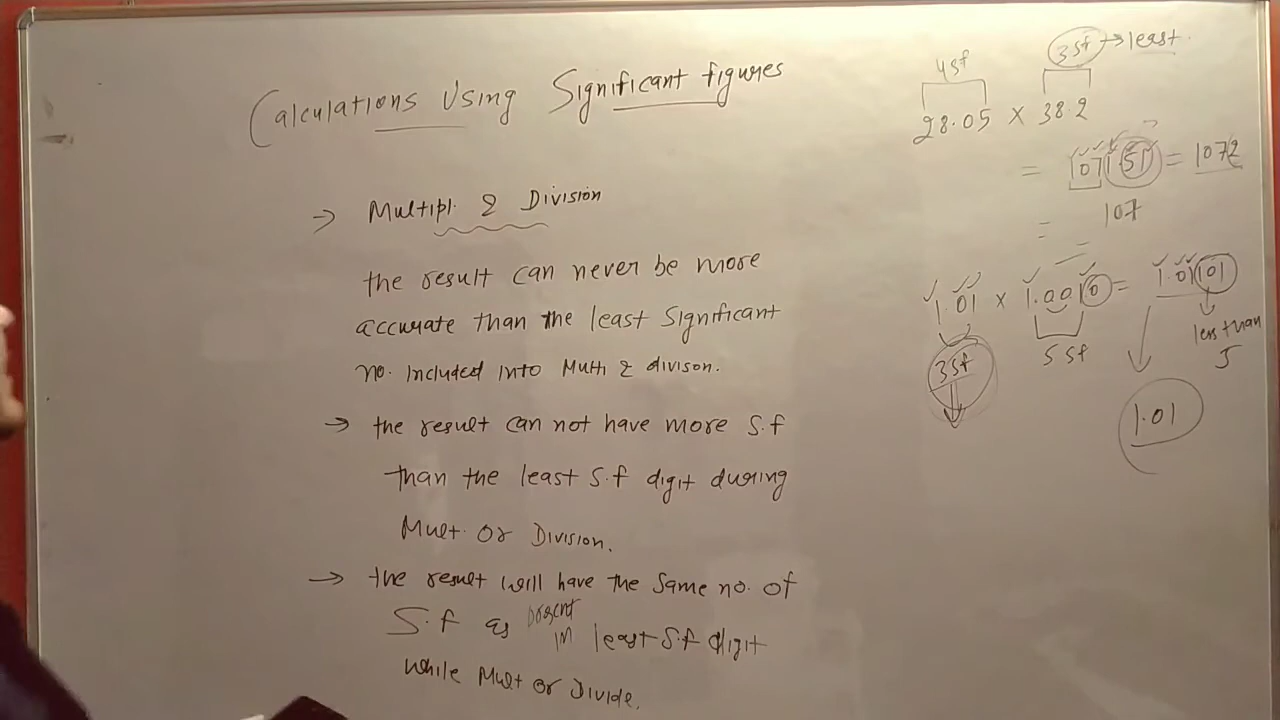 Calculations Using Significant figures
→ Multipl. & Division
the result can never be more
accurate than the least Significant
no. Included into Multi & divison.
→ the result can not have more S.f
than the least S.f digit during
Mult. Or Division.
→ the result will have the same no. of
S.f as present in least S.f digit
while Mult or Divide.
4sf 3sf → least.
28.05 × 38.2
= 107151 = 1072
= 107
1.01 × 1.0010 = 1.01101
3sf 5sf less than
5
1.01